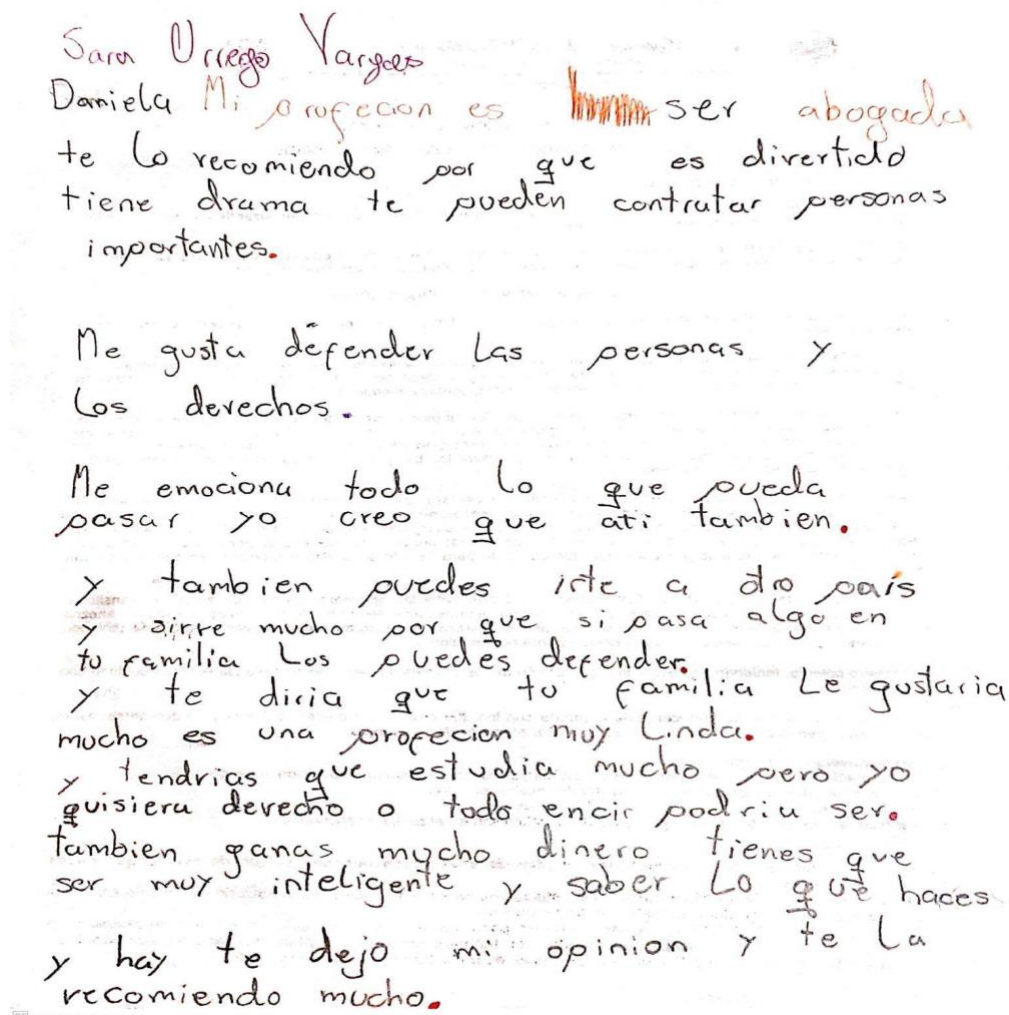 Sara Urrego Vargas
Daniela Mi profecion es ser abogada
te lo recomiendo por que es divertido
tiene drama te pueden contratar personas
importantes.
Me gusta defender las personas y
los derechos.
Me emociona todo lo que pueda
pasar yo creo que ati tambien.
y tambien puedes irte a otro país
y sirve mucho por que si pasa algo en
tu familia los puedes defender.
y te diria que tu familia le gustaria
mucho es una profecion muy linda.
y tendrias que estudia mucho pero yo
quisiera derecho o todo encir podria ser.
tambien ganas mucho dinero tienes que
ser muy inteligente y saber lo que haces
y hay te dejo mi opinion y te la
recomiendo mucho.